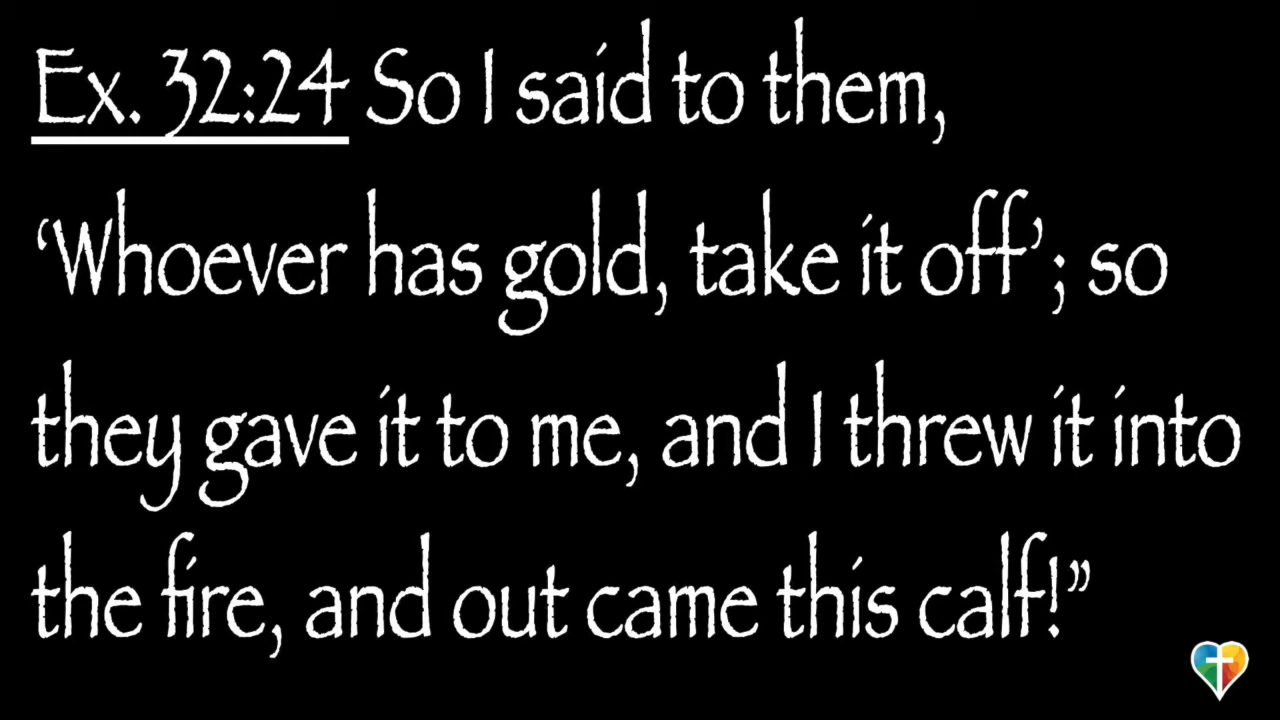 Ex. 32:24 So I said to them,
‘Whoever has gold, take it off’; so
they gave it to me, and I threw it into
the fire, and out came this calf!”